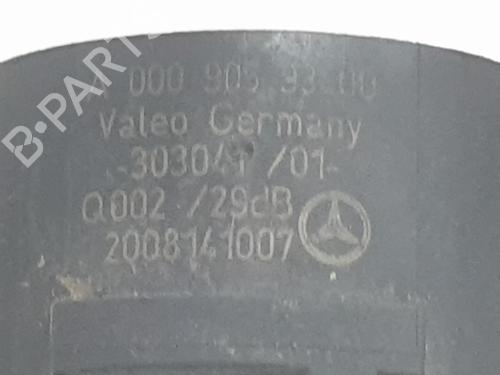 B-PARTS
A 000 905 93 00
Valeo Germany
-303041 /01-
Q002 /29dB
2008141007